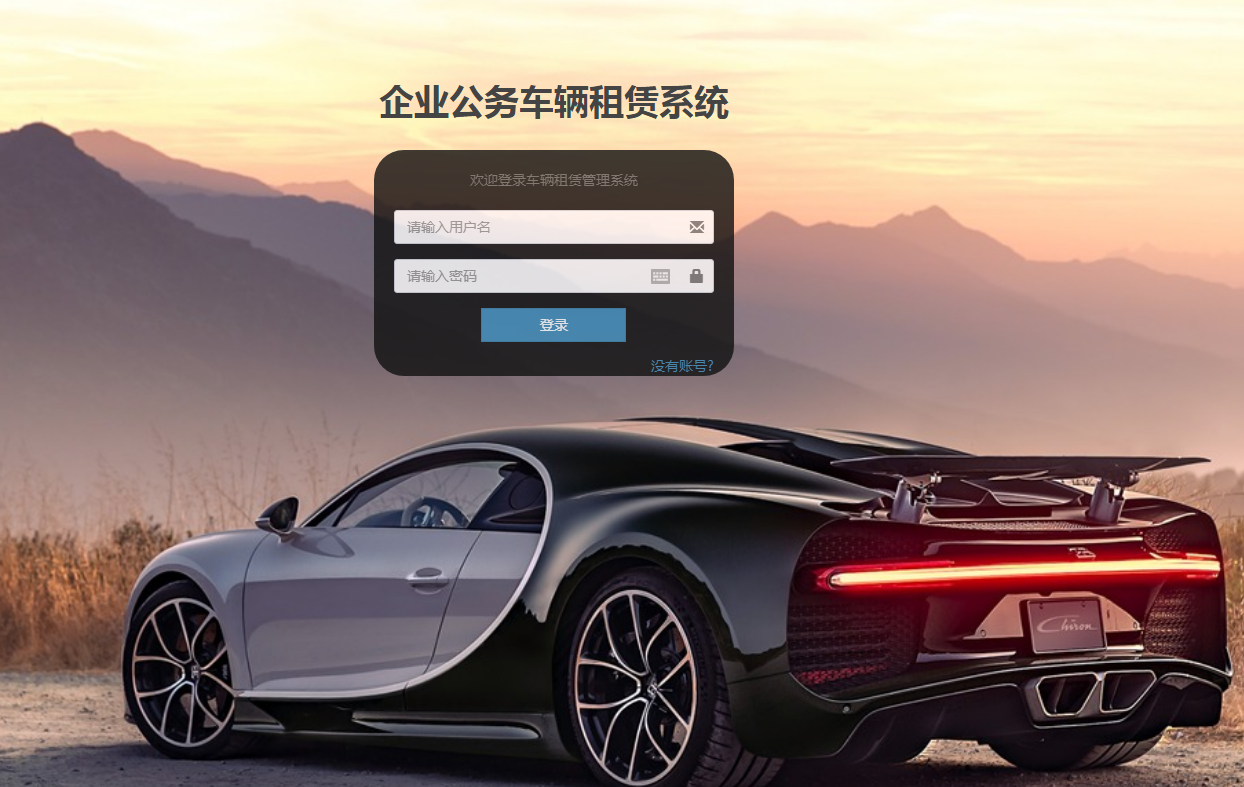 企业公务车辆租赁系统
欢迎登录车辆租赁管理系统
请输入用户名
请输入密码
登录
没有账号?
Chiron